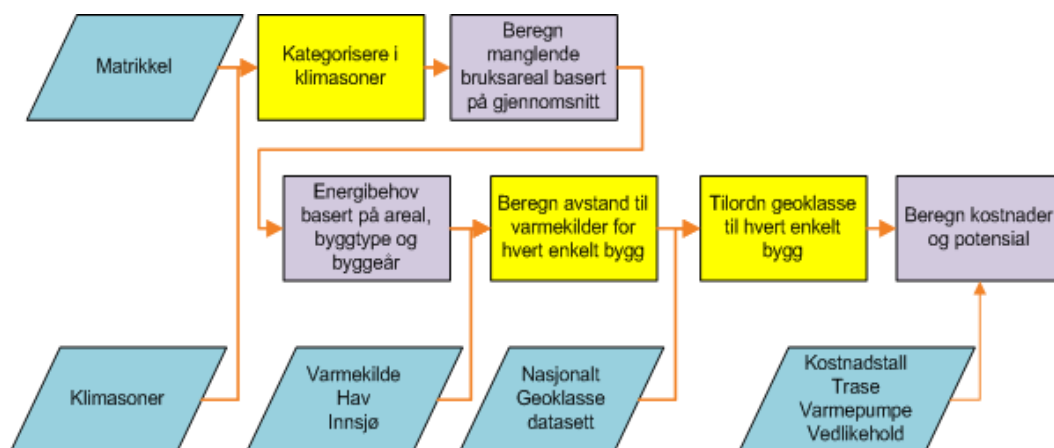 Matrikkel
Kategorisere i
klimasoner
Beregn
manglende
bruksareal basert
på gjennomsnitt
Energibehov
basert på areal,
byggtype og
byggeår
Beregn avstand til
varmekilder for
hvert enkelt bygg
Tilordn geoklasse
til hvert enkelt
bygg
Beregn kostnader
og potensial
Klimasoner
Varmekilde
Hav
Innsjø
Nasjonalt
Geoklasse
datasett
Kostnadstall
Trase
Varmepumpe
Vedlikehold